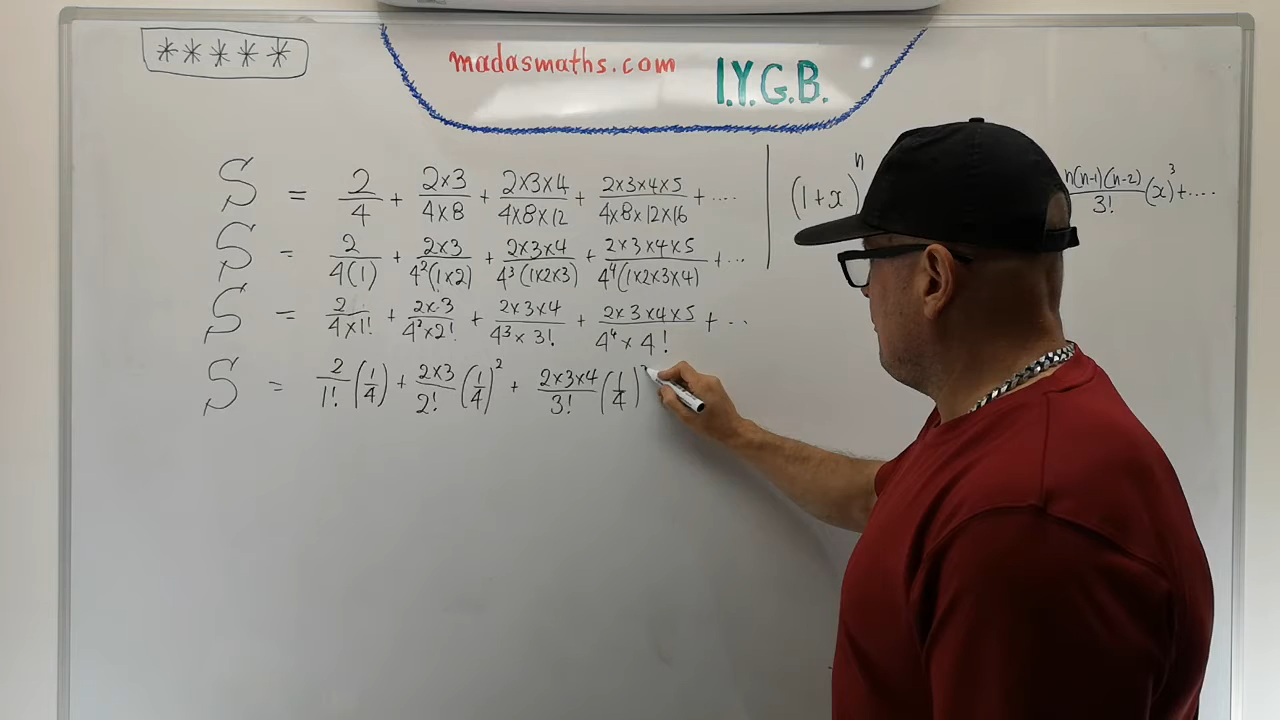 * * * * *
madasmaths.com
I.Y.G.B.
S = 2/4 + 2×3/4×8 + 2×3×4/4×8×12 + 2×3×4×5/4×8×12×16 + ....
(1+x)^n
n(n-1)(n-2)/3! (x)^3 + ....
S = 2/4(1) + 2×3/4²(1×2) + 2×3×4/4³(1×2×3) + 2×3×4×5/4⁴(1×2×3×4) + ...
S = 2/4×1! + 2×3/4²×2! + 2×3×4/4³×3! + 2×3×4×5/4⁴×4! + ..
S = 2/1! (1/4) + 2×3/2! (1/4)² + 2×3×4/3! (1/4)